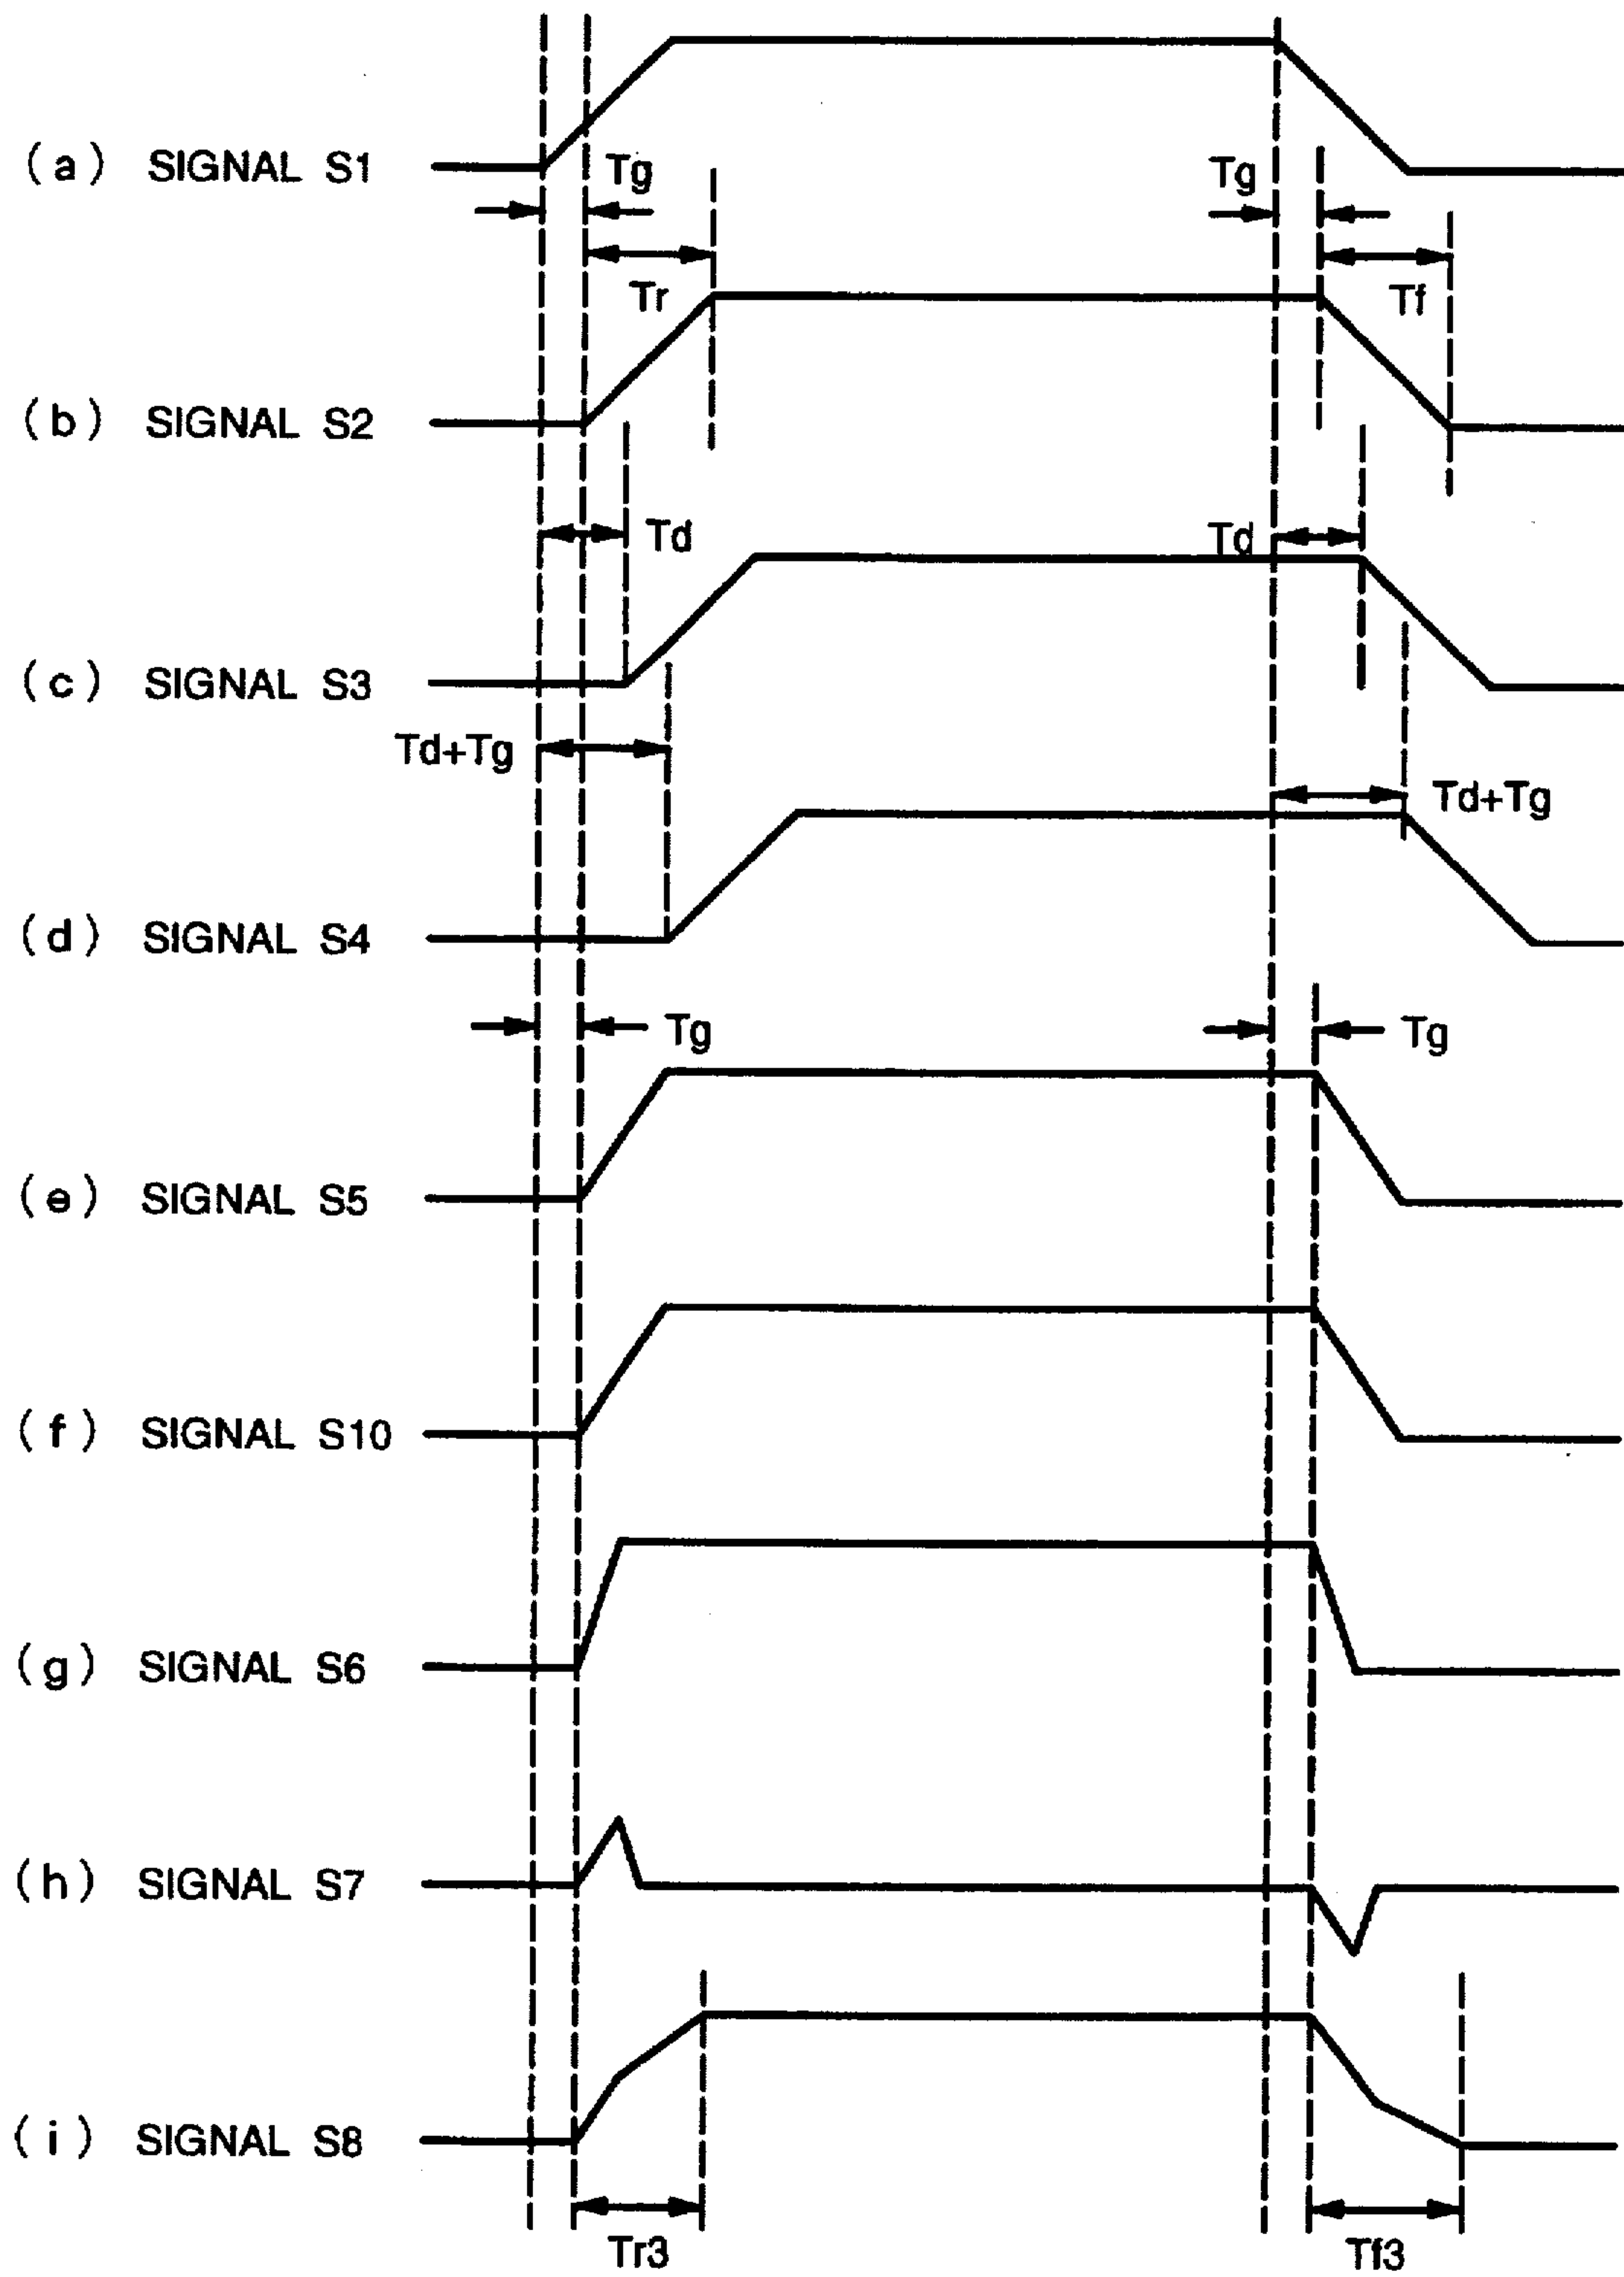 (a) SIGNAL S1
Tg
Tg
Tr
Tf
(b) SIGNAL S2
Td
Td
(c) SIGNAL S3
Td+Tg
Td+Tg
(d) SIGNAL S4
Tg
Tg
(e) SIGNAL S5
(f) SIGNAL S10
(g) SIGNAL S6
(h) SIGNAL S7
(i) SIGNAL S8
Tr3
Tf3